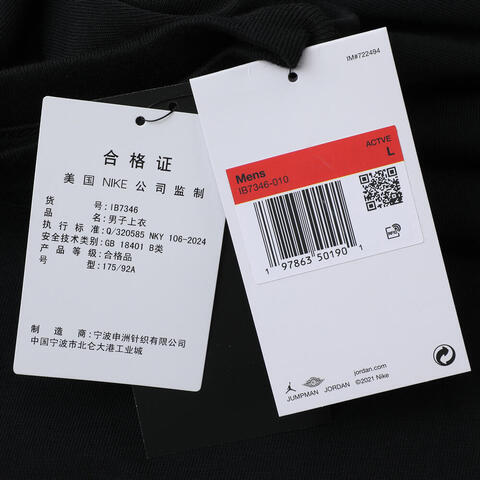 合格证
美国 NIKE 公司监制
货 号: IB7346
品 名: 男子上衣
执行标准: Q/320585 NKY 106-2024
安全技术类别: GB 18401 B类
产品等级: 合格品
号 型: 175/92A
制造商: 宁波申洲针织有限公司
中国宁波市北仑大港工业城
IM#722494
ACTVE
L
Mens
IB7346-010
1 97863 50190 1
JUMPMAN JORDAN
©2021 Nike